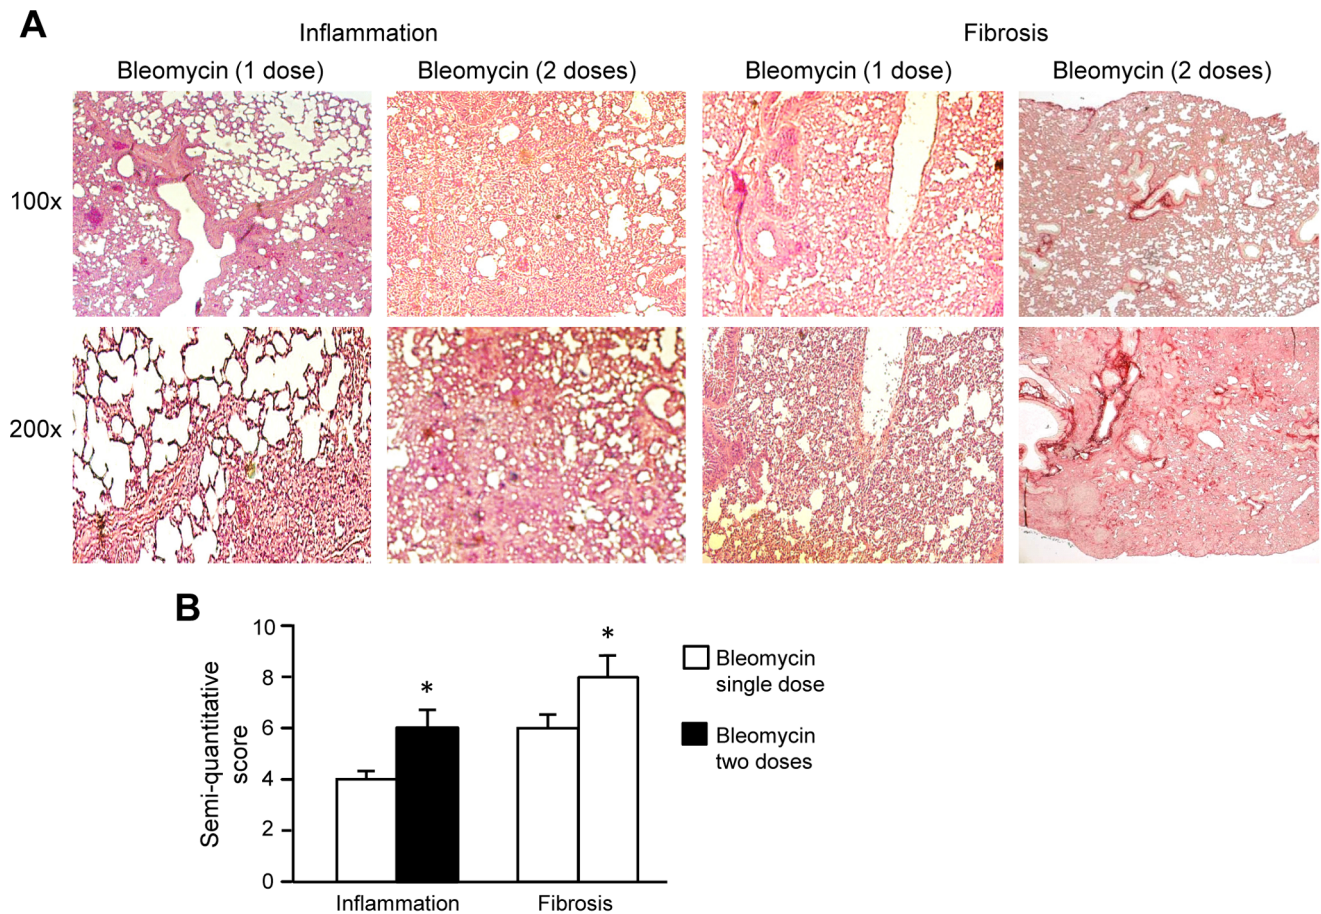 A
Inflammation
Fibrosis
Bleomycin (1 dose)
Bleomycin (2 doses)
Bleomycin (1 dose)
Bleomycin (2 doses)
100x
200x
B
Semi-quantitative
score
10
8
6
4
2
0
*
*
Inflammation
Fibrosis
Bleomycin
single dose
Bleomycin
two doses